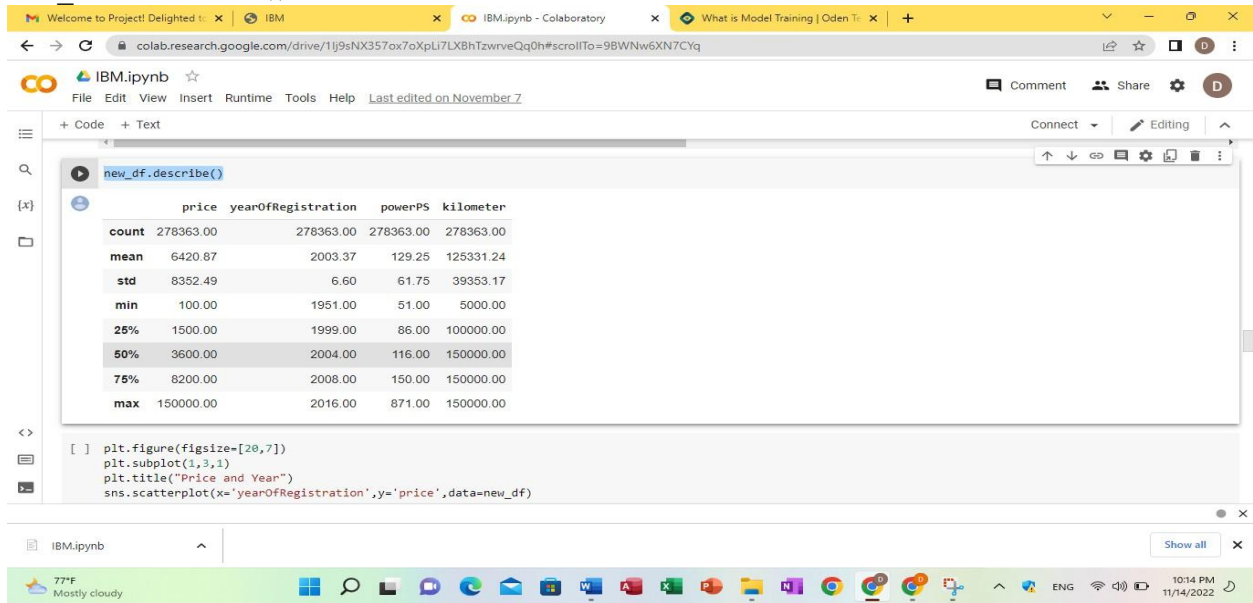 Welcome to Project! Delighted to
IBM
IBM.ipynb - Colaboratory
What is Model Training | Oden Te
colab.research.google.com/drive/1Ij9sNX357ox7oXpLi7LXBhTzwrveQq0h#scrollTo=9BWNw6XN7CYq
D
CO IBM.ipynb
File Edit View Insert Runtime Tools Help Last edited on November 7
Comment Share D
+ Code + Text
Connect Editing
new_df.describe()
price yearOfRegistration powerPS kilometer
count 278363.00 278363.00 278363.00 278363.00
mean 6420.87 2003.37 129.25 125331.24
std 8352.49 6.60 61.75 39353.17
min 100.00 1951.00 51.00 5000.00
25% 1500.00 1999.00 86.00 100000.00
50% 3600.00 2004.00 116.00 150000.00
75% 8200.00 2008.00 150.00 150000.00
max 150000.00 2016.00 871.00 150000.00
[ ] plt.figure(figsize=[20,7])
plt.subplot(1,3,1)
plt.title("Price and Year")
sns.scatterplot(x='yearOfRegistration',y='price',data=new_df)
IBM.ipynb
Show all
77°F
Mostly cloudy
ENG
10:14 PM
11/14/2022